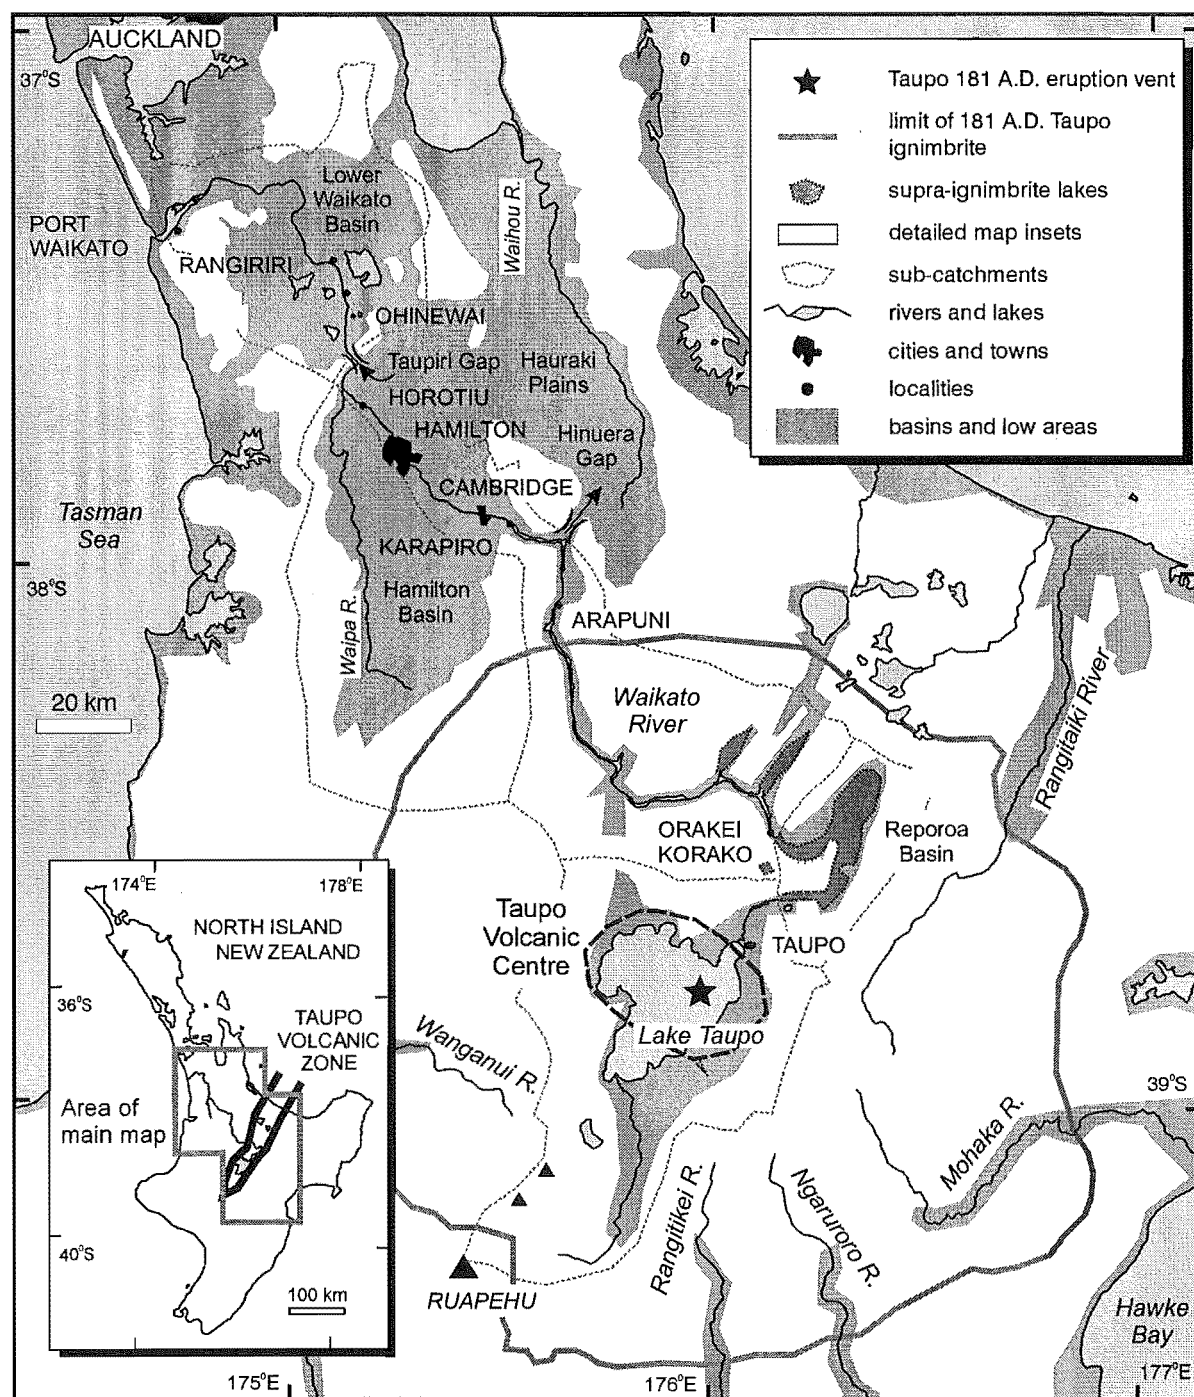 AUCKLAND
37°S
Taupo 181 A.D. eruption vent
limit of 181 A.D. Taupo
ignimbrite
supra-ignimbrite lakes
detailed map insets
sub-catchments
rivers and lakes
cities and towns
localities
basins and low areas
Lower
Waikato
Basin
Waihou R.
PORT
WAIKATO
RANGIRIRI
OHINEWAI
Taupiri Gap
Hauraki
Plains
HOROTIU
HAMILTON
Hinuera
Gap
CAMBRIDGE
Tasman
Sea
KARAPIRO
38°S
Hamilton
Basin
Waipa R.
ARAPUNI
20 km
Waikato
River
Rangitaiki River
ORAKEI
KORAKO
Reporoa
Basin
174°E
178°E
NORTH ISLAND
NEW ZEALAND
36°S
TAUPO
VOLCANIC
ZONE
Area of
main map
40°S
100 km
Taupo
Volcanic
Centre
TAUPO
Lake Taupo
Wanganui R.
39°S
Mohaka R.
Rangitikei R.
Ngaruroro R.
RUAPEHU
Hawke
Bay
175°E
176°E
177°E